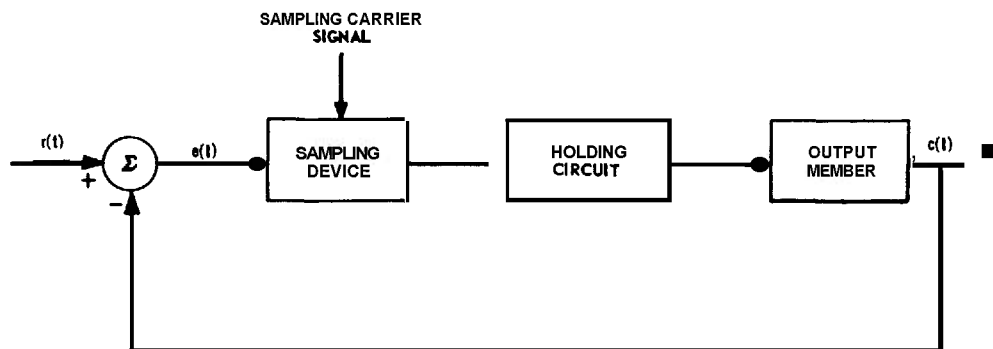 SAMPLING CARRIER
SIGNAL
r(t)
+
Σ
-
e(t)
SAMPLING
DEVICE
HOLDING
CIRCUIT
OUTPUT
MEMBER
c(t)